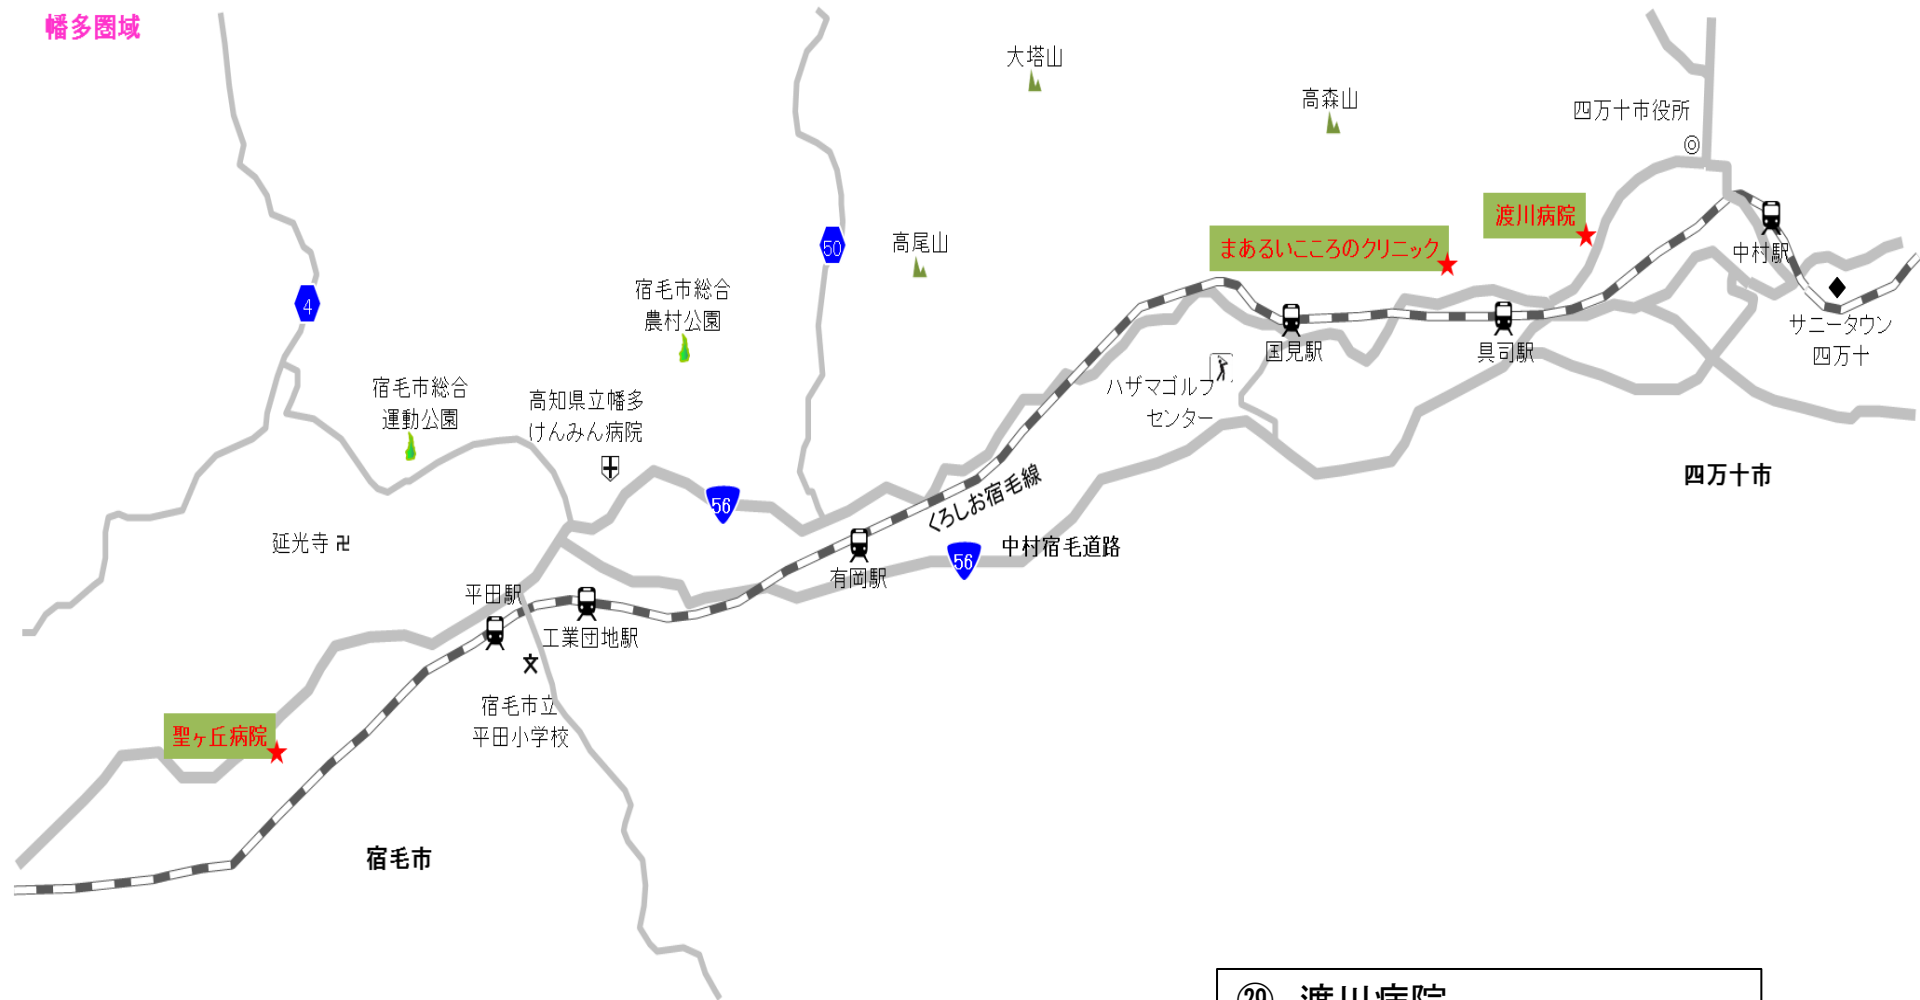 幡多圏域
大塔山
高森山
四万十市役所
渡川病院
まあるいこころのクリニック
高尾山
50
中村駅
宿毛市総合
農村公園
4
サニータウン
四万十
国見駅
具司駅
宿毛市総合
運動公園
高知県立幡多
けんみん病院
ハザマゴルフ
センター
四万十市
56
くろしお宿毛線
延光寺
56
中村宿毛道路
有岡駅
平田駅
工業団地駅
宿毛市立
平田小学校
聖ヶ丘病院
宿毛市
⑳ 渡川病院